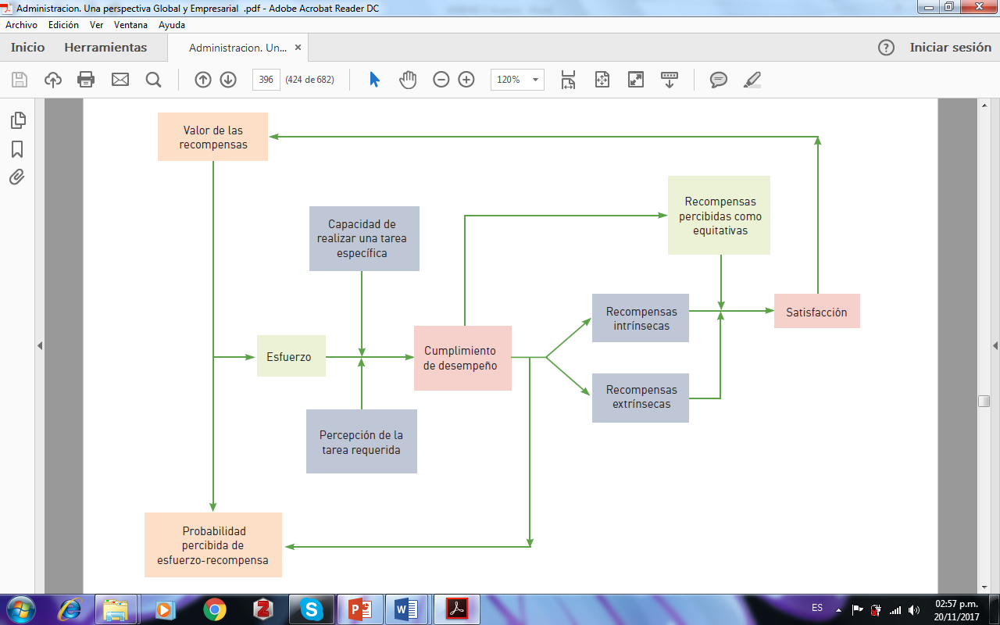 Administracion. Una perspectiva Global y Empresarial .pdf - Adobe Acrobat Reader DC
Archivo Edición Ver Ventana Ayuda
Inicio Herramientas Administracion. Un... × ? Iniciar sesión
396 (424 de 682) 120%
Valor de las
recompensas
Recompensas
percibidas como
equitativas
Capacidad de
realizar una tarea
específica
Recompensas
intrínsecas
Satisfacción
Esfuerzo
Cumplimiento
de desempeño
Recompensas
extrínsecas
Percepción de la
tarea requerida
Probabilidad
percibida de
esfuerzo-recompensa
ES
02:57 p.m.
20/11/2017